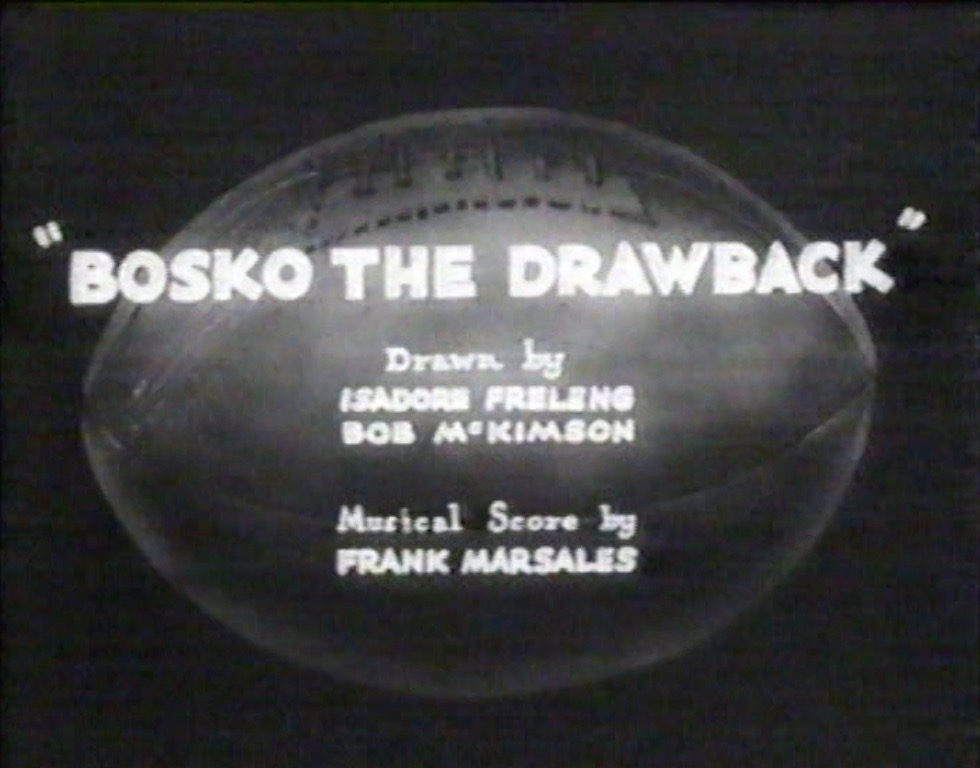 "BOSKO THE DRAWBACK"
Drawn by
ISADORE FRELENG
BOB McKIMSON
Musical Score by
FRANK MARSALES